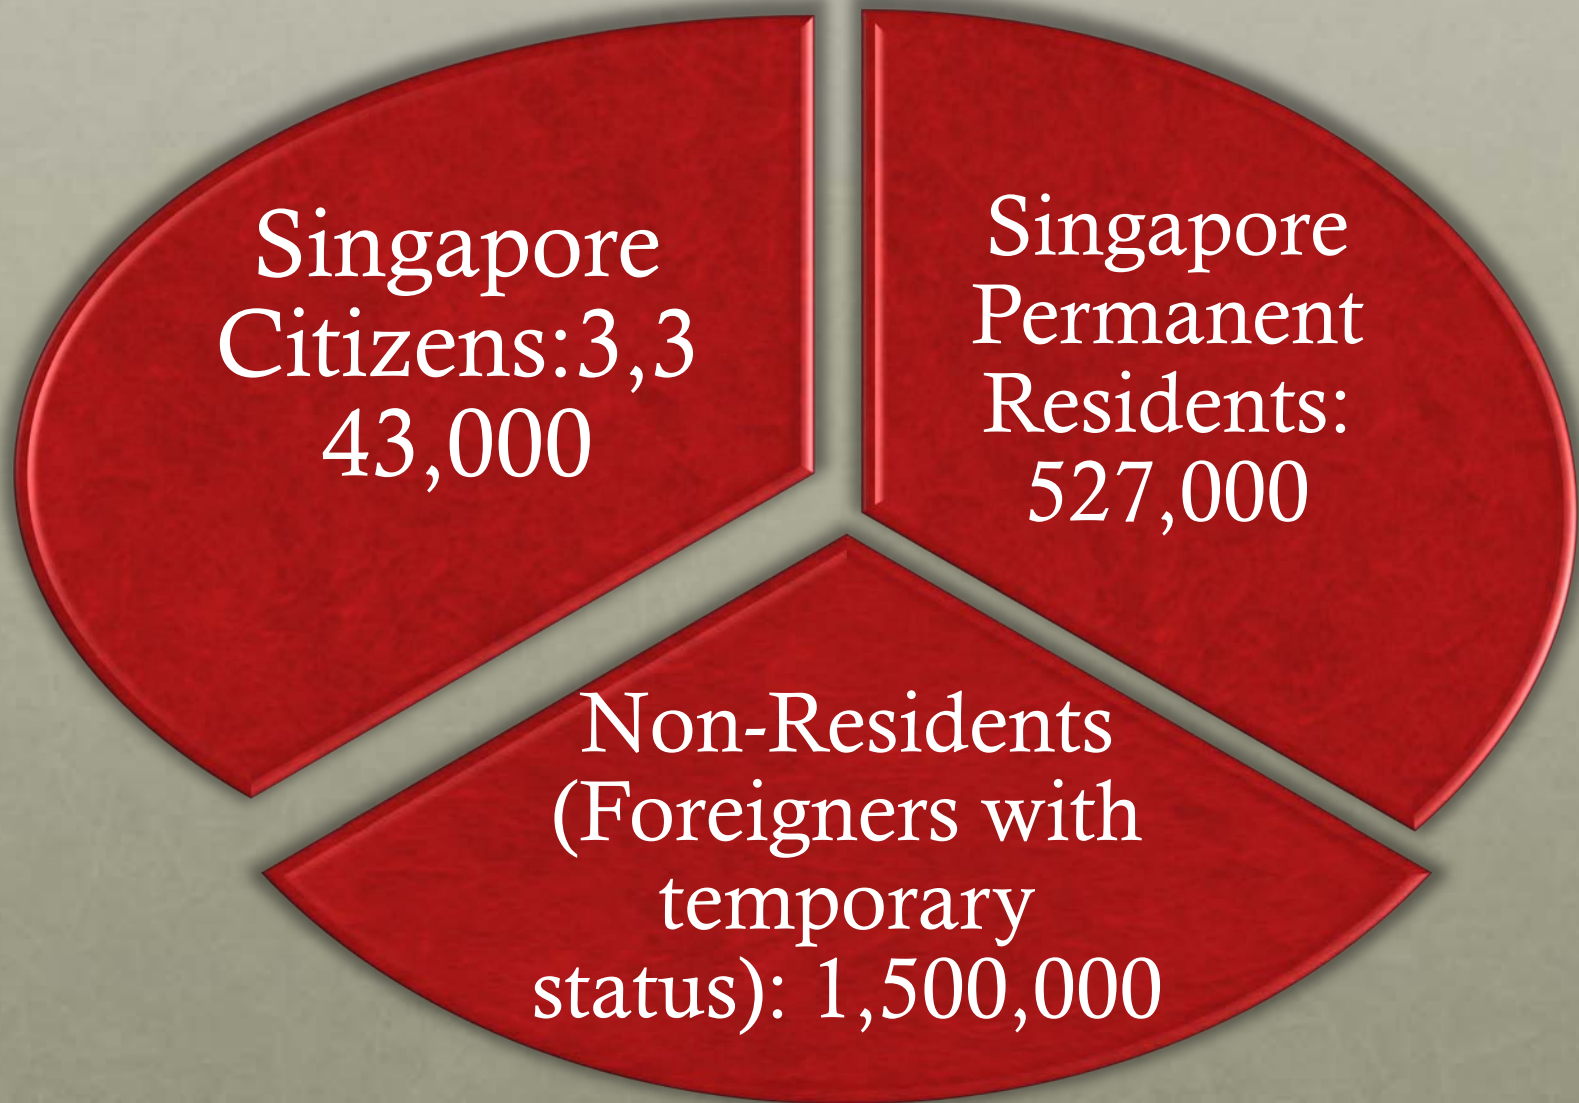 Singapore
Citizens:3,3
43,000
Singapore
Permanent
Residents:
527,000
Non-Residents
(Foreigners with
temporary
status): 1,500,000